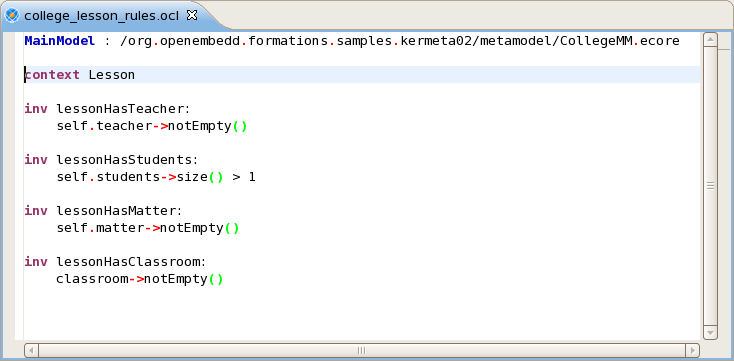 college_lesson_rules.ocl
MainModel : /org.openembedd.formations.samples.kermeta02/metamodel/CollegeMM.ecore
context Lesson
inv lessonHasTeacher:
self.teacher->notEmpty()
inv lessonHasStudents:
self.students->size() > 1
inv lessonHasMatter:
self.matter->notEmpty()
inv lessonHasClassroom:
classroom->notEmpty()